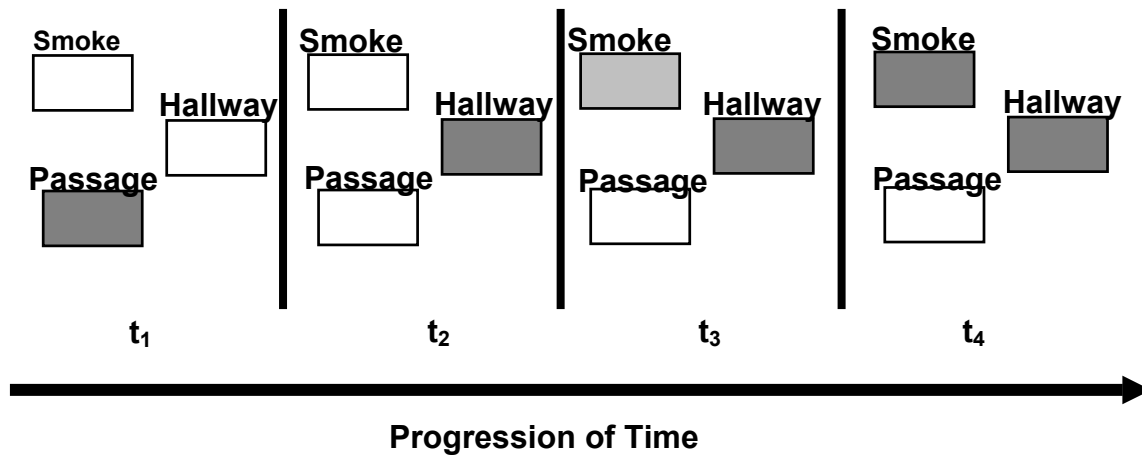 Smoke
Hallway
Passage
t₁
Smoke
Hallway
Passage
t₂
Smoke
Hallway
Passage
t₃
Smoke
Hallway
Passage
t₄
Progression of Time